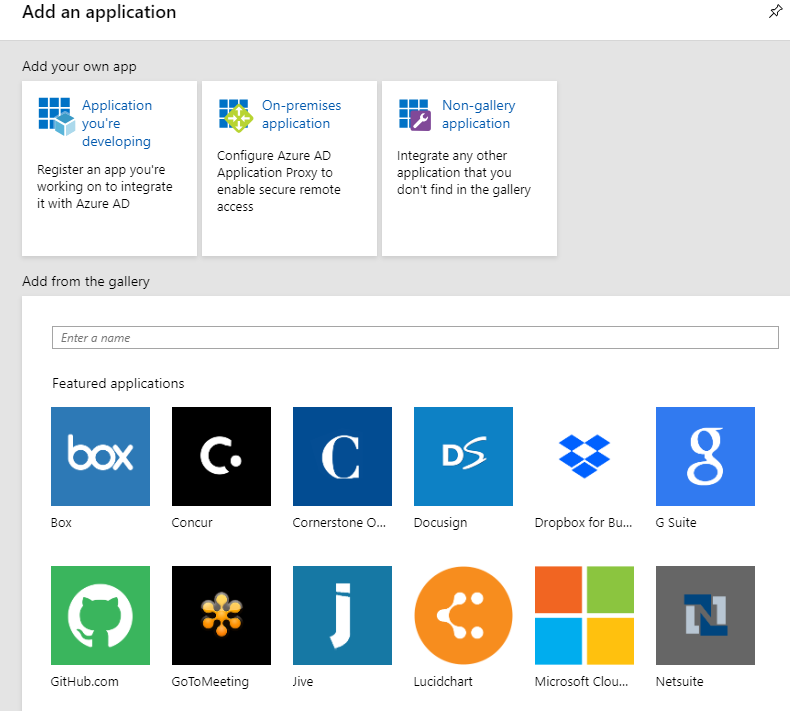 Add an application
Add your own app
Application
you're
developing
Register an app you're
working on to integrate
it with Azure AD
On-premises
application
Configure Azure AD
Application Proxy to
enable secure remote
access
Non-gallery
application
Integrate any other
application that you
don't find in the gallery
Add from the gallery
Enter a name
Featured applications
box
C.
C
DS
g
Box
Concur
Cornerstone O...
Docusign
Dropbox for Bu...
G Suite
j
N
GitHub.com
GoToMeeting
Jive
Lucidchart
Microsoft Clou...
Netsuite